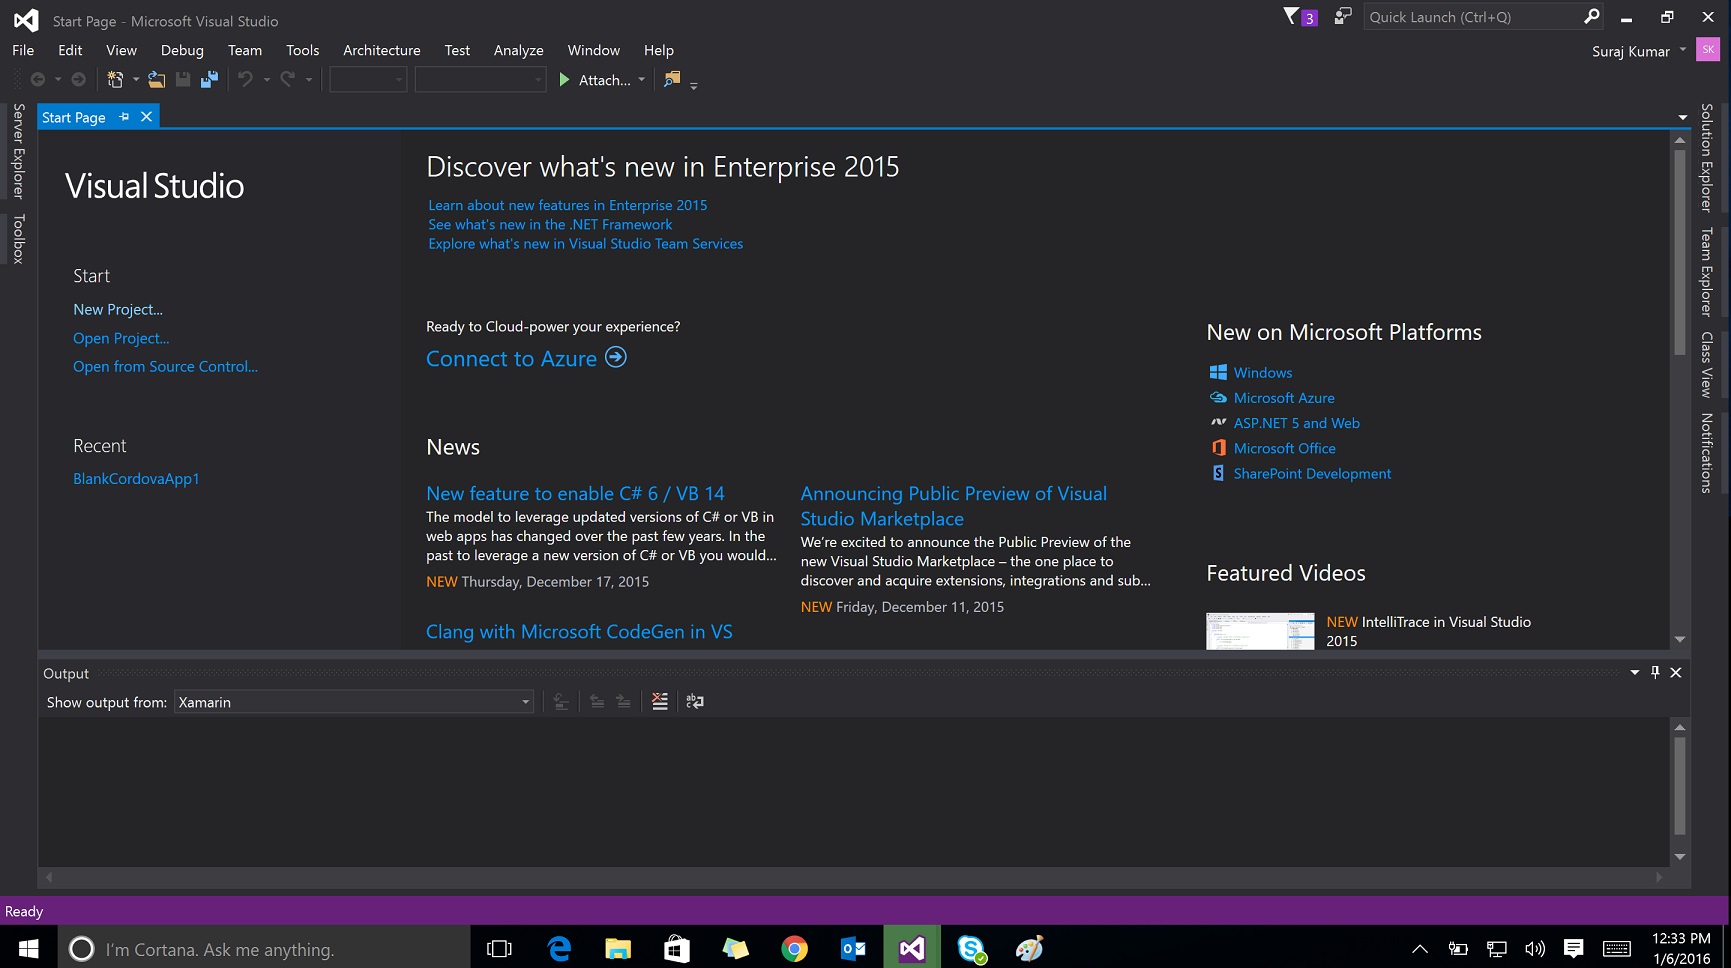 Start Page - Microsoft Visual Studio
3
Quick Launch (Ctrl+Q)
File Edit View Debug Team Tools Architecture Test Analyze Window Help
Suraj Kumar SK
Attach...
Server Explorer
Toolbox
Start Page
Visual Studio
Start
New Project...
Open Project...
Open from Source Control...
Recent
BlankCordovaApp1
Discover what's new in Enterprise 2015
Learn about new features in Enterprise 2015
See what's new in the .NET Framework
Explore what's new in Visual Studio Team Services
Ready to Cloud-power your experience?
Connect to Azure
News
New feature to enable C# 6 / VB 14
The model to leverage updated versions of C# or VB in
web apps has changed over the past few years. In the
past to leverage a new version of C# or VB you would...
NEW Thursday, December 17, 2015
Clang with Microsoft CodeGen in VS
Announcing Public Preview of Visual
Studio Marketplace
We're excited to announce the Public Preview of the
new Visual Studio Marketplace – the one place to
discover and acquire extensions, integrations and sub...
NEW Friday, December 11, 2015
New on Microsoft Platforms
Windows
Microsoft Azure
ASP.NET 5 and Web
Microsoft Office
SharePoint Development
Featured Videos
NEW IntelliTrace in Visual Studio
2015
Solution Explorer
Team Explorer
Class View
Notifications
Output
Show output from: Xamarin
Ready
I'm Cortana. Ask me anything.
12:33 PM
1/6/2016